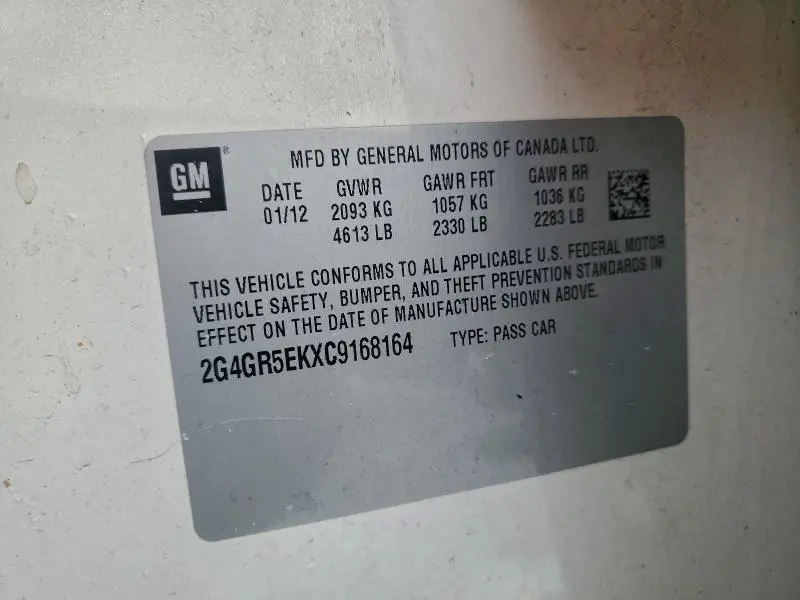 GM®
MFD BY GENERAL MOTORS OF CANADA LTD.
DATE GVWR GAWR FRT GAWR RR
01/12 2093 KG 1057 KG 1036 KG
4613 LB 2330 LB 2283 LB
THIS VEHICLE CONFORMS TO ALL APPLICABLE U.S. FEDERAL MOTOR
VEHICLE SAFETY, BUMPER, AND THEFT PREVENTION STANDARDS IN
EFFECT ON THE DATE OF MANUFACTURE SHOWN ABOVE.
2G4GR5EKXC9168164 TYPE: PASS CAR